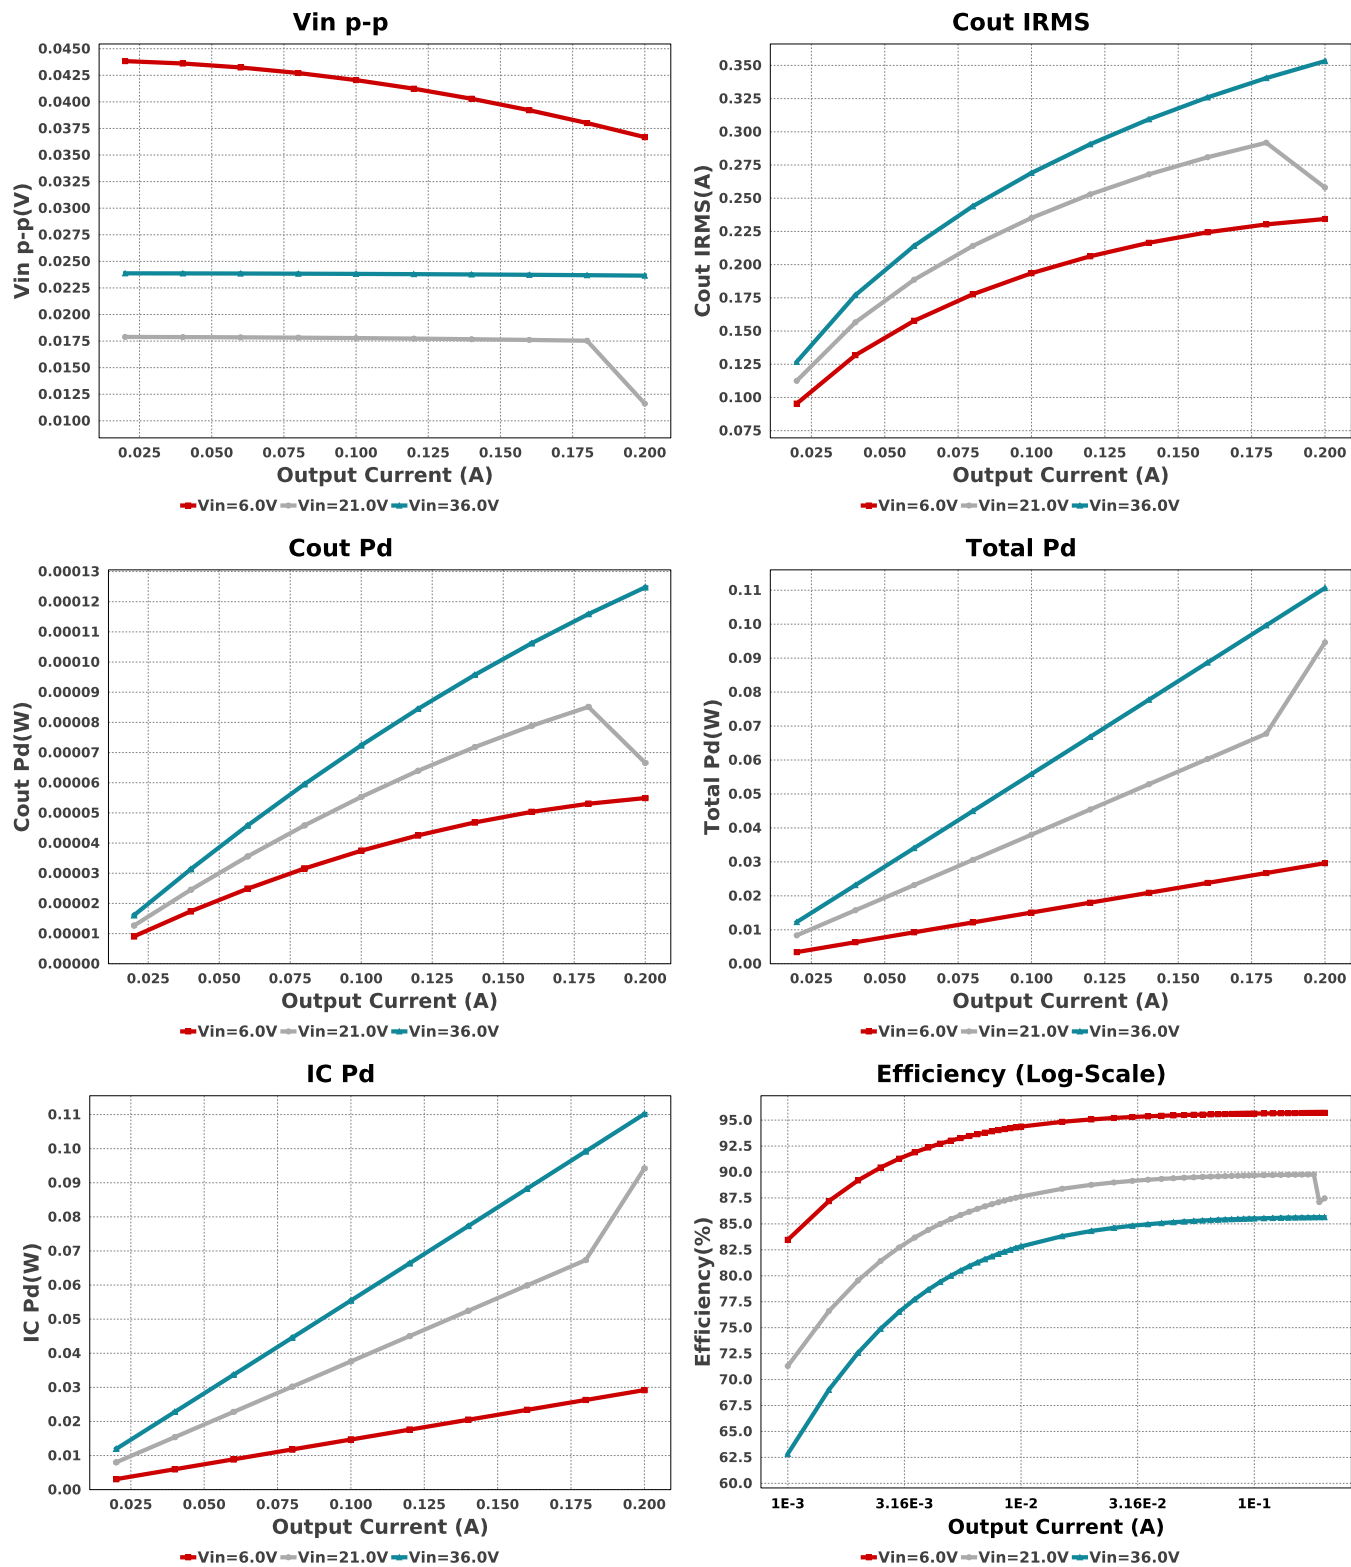 Vin p-p
0.0450
0.0425
0.0400
0.0375
0.0350
0.0325
0.0300
0.0275
0.0250
0.0225
0.0200
0.0175
0.0150
0.0125
0.0100
Vin p-p(V)
0.025 0.050 0.075 0.100 0.125 0.150 0.175 0.200
Output Current (A)
Vin=6.0V Vin=21.0V Vin=36.0V
Cout IRMS
0.350
0.325
0.300
0.275
0.250
0.225
0.200
0.175
0.150
0.125
0.100
0.075
Cout IRMS(A)
0.025 0.050 0.075 0.100 0.125 0.150 0.175 0.200
Output Current (A)
Vin=6.0V Vin=21.0V Vin=36.0V
Cout Pd
0.00013
0.00012
0.00011
0.00010
0.00009
0.00008
0.00007
0.00006
0.00005
0.00004
0.00003
0.00002
0.00001
0.00000
Cout Pd(W)
0.025 0.050 0.075 0.100 0.125 0.150 0.175 0.200
Output Current (A)
Vin=6.0V Vin=21.0V Vin=36.0V
Total Pd
0.11
0.10
0.09
0.08
0.07
0.06
0.05
0.04
0.03
0.02
0.01
0.00
Total Pd(W)
0.025 0.050 0.075 0.100 0.125 0.150 0.175 0.200
Output Current (A)
Vin=6.0V Vin=21.0V Vin=36.0V
IC Pd
0.11
0.10
0.09
0.08
0.07
0.06
0.05
0.04
0.03
0.02
0.01
0.00
IC Pd(W)
0.025 0.050 0.075 0.100 0.125 0.150 0.175 0.200
Output Current (A)
Vin=6.0V Vin=21.0V Vin=36.0V
Efficiency (Log-Scale)
95.0
92.5
90.0
87.5
85.0
82.5
80.0
77.5
75.0
72.5
70.0
67.5
65.0
62.5
60.0
Efficiency(%)
1E-3 3.16E-3 1E-2 3.16E-2 1E-1
Output Current (A)
Vin=6.0V Vin=21.0V Vin=36.0V